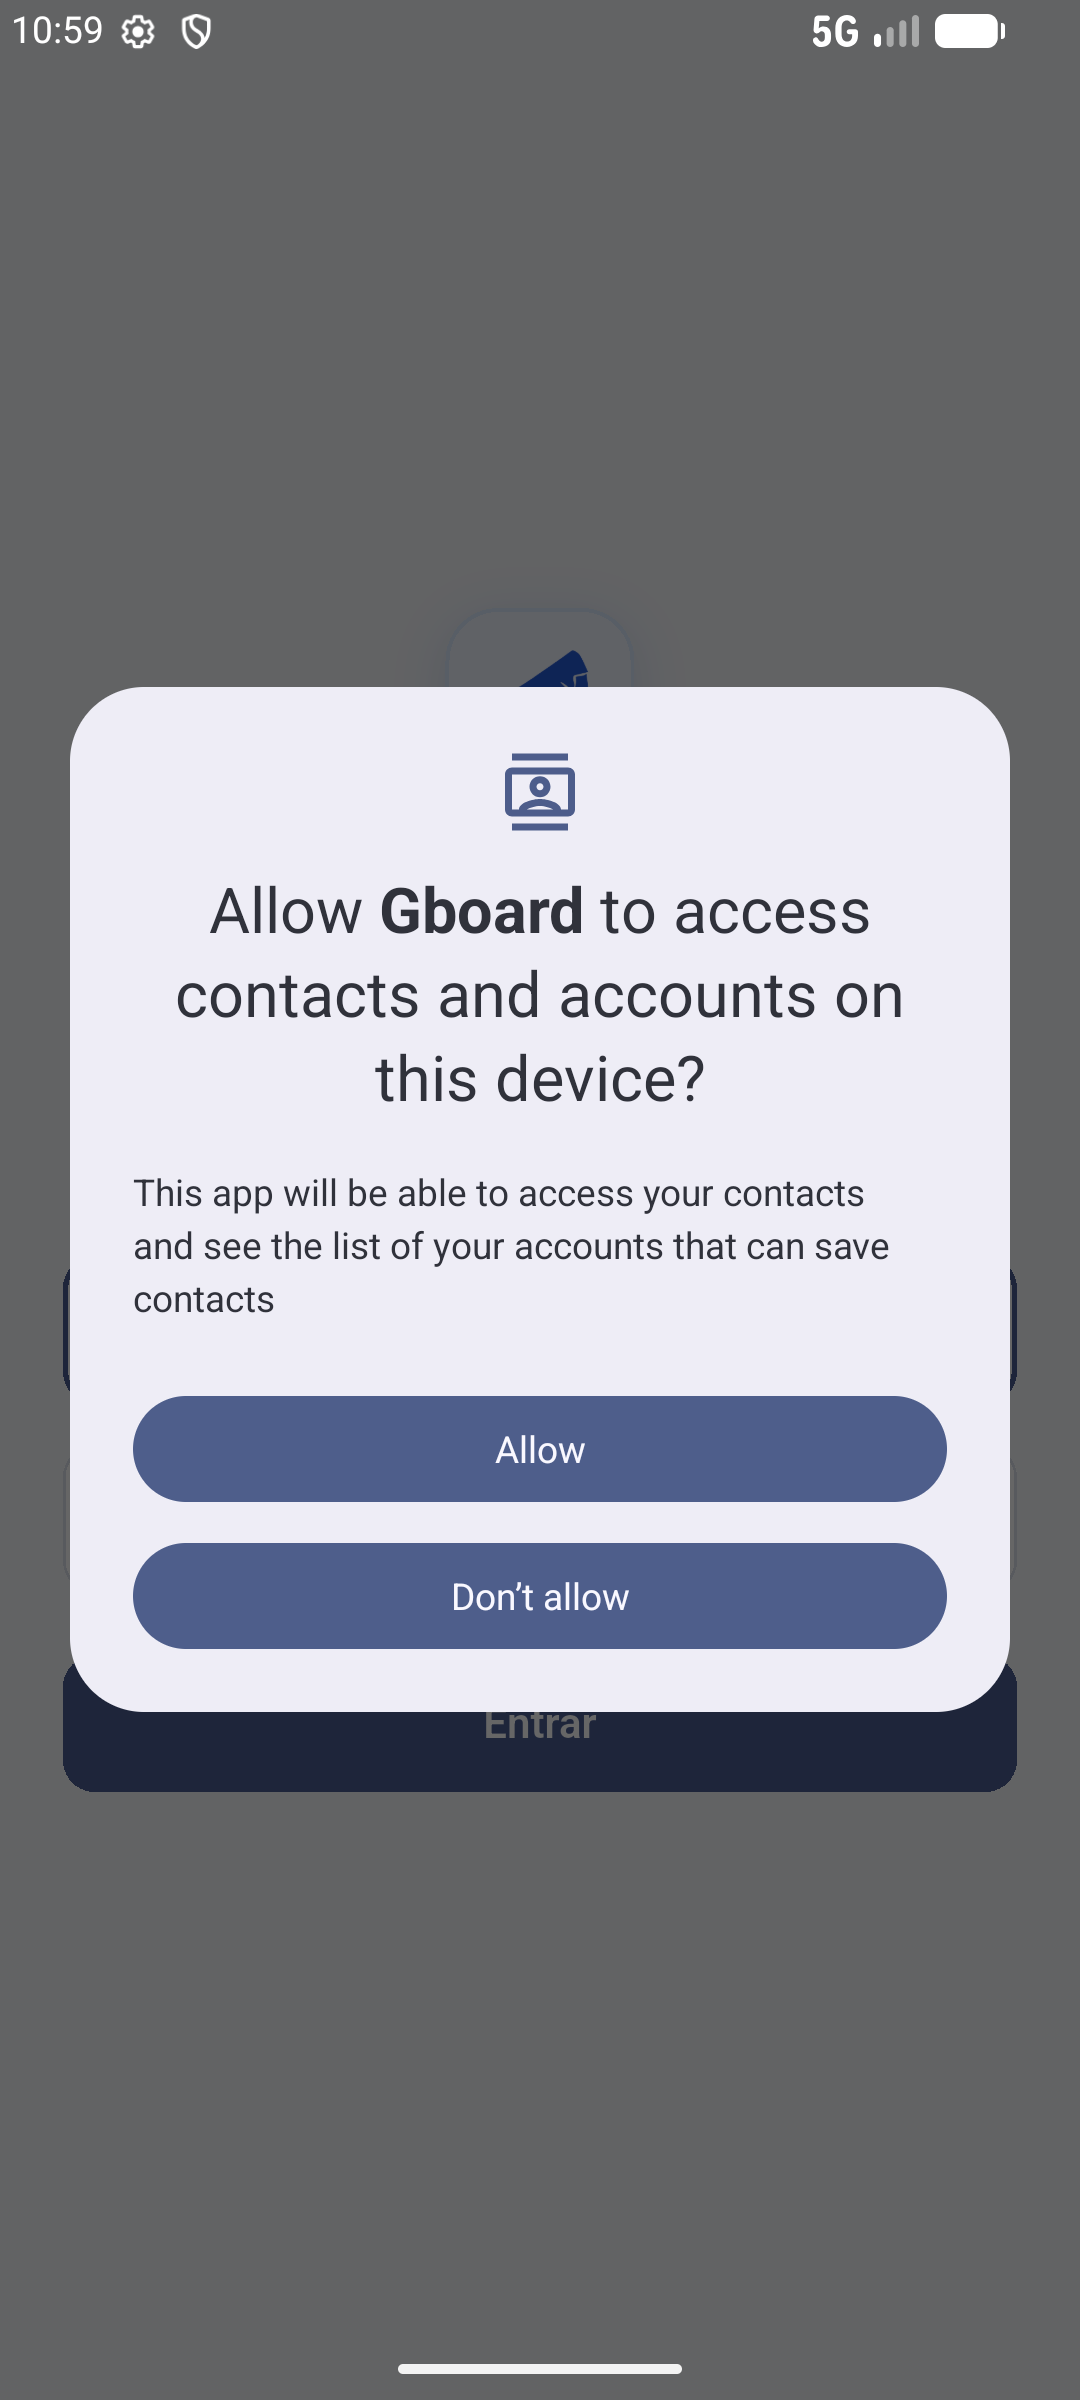 10:59
5G
Allow Gboard to access
contacts and accounts on
this device?
This app will be able to access your contacts
and see the list of your accounts that can save
contacts
Allow
Don’t allow
Entrar